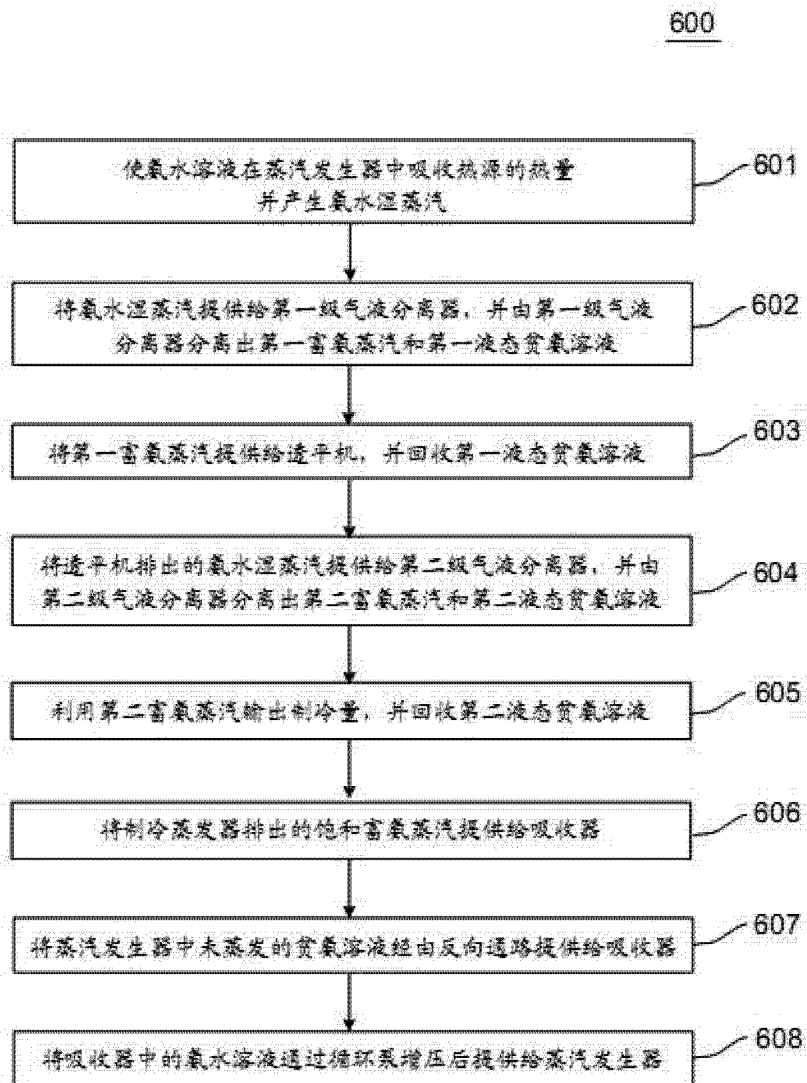 600
使氨水溶液在蒸汽发生器中吸收热源的热量
并产生氨水湿蒸汽
601
将氨水湿蒸汽提供给第一级气液分离器，并由第一级气液
分离器分离出第一富氨蒸汽和第一液态贫氨溶液
602
将第一富氨蒸汽提供给透平机，并回收第一液态贫氨溶液
603
将透平机排出的氨水湿蒸汽提供给第二级气液分离器，并由
第二级气液分离器分离出第二富氨蒸汽和第二液态贫氨溶液
604
利用第二富氨蒸汽输出制冷量，并回收第二液态贫氨溶液
605
将制冷蒸发器排出的饱和富氨蒸汽提供给吸收器
606
将蒸汽发生器中未蒸发的贫氨溶液经由反向通路提供给吸收器
607
将吸收器中的氨水溶液通过循环泵增压后提供给蒸汽发生器
608